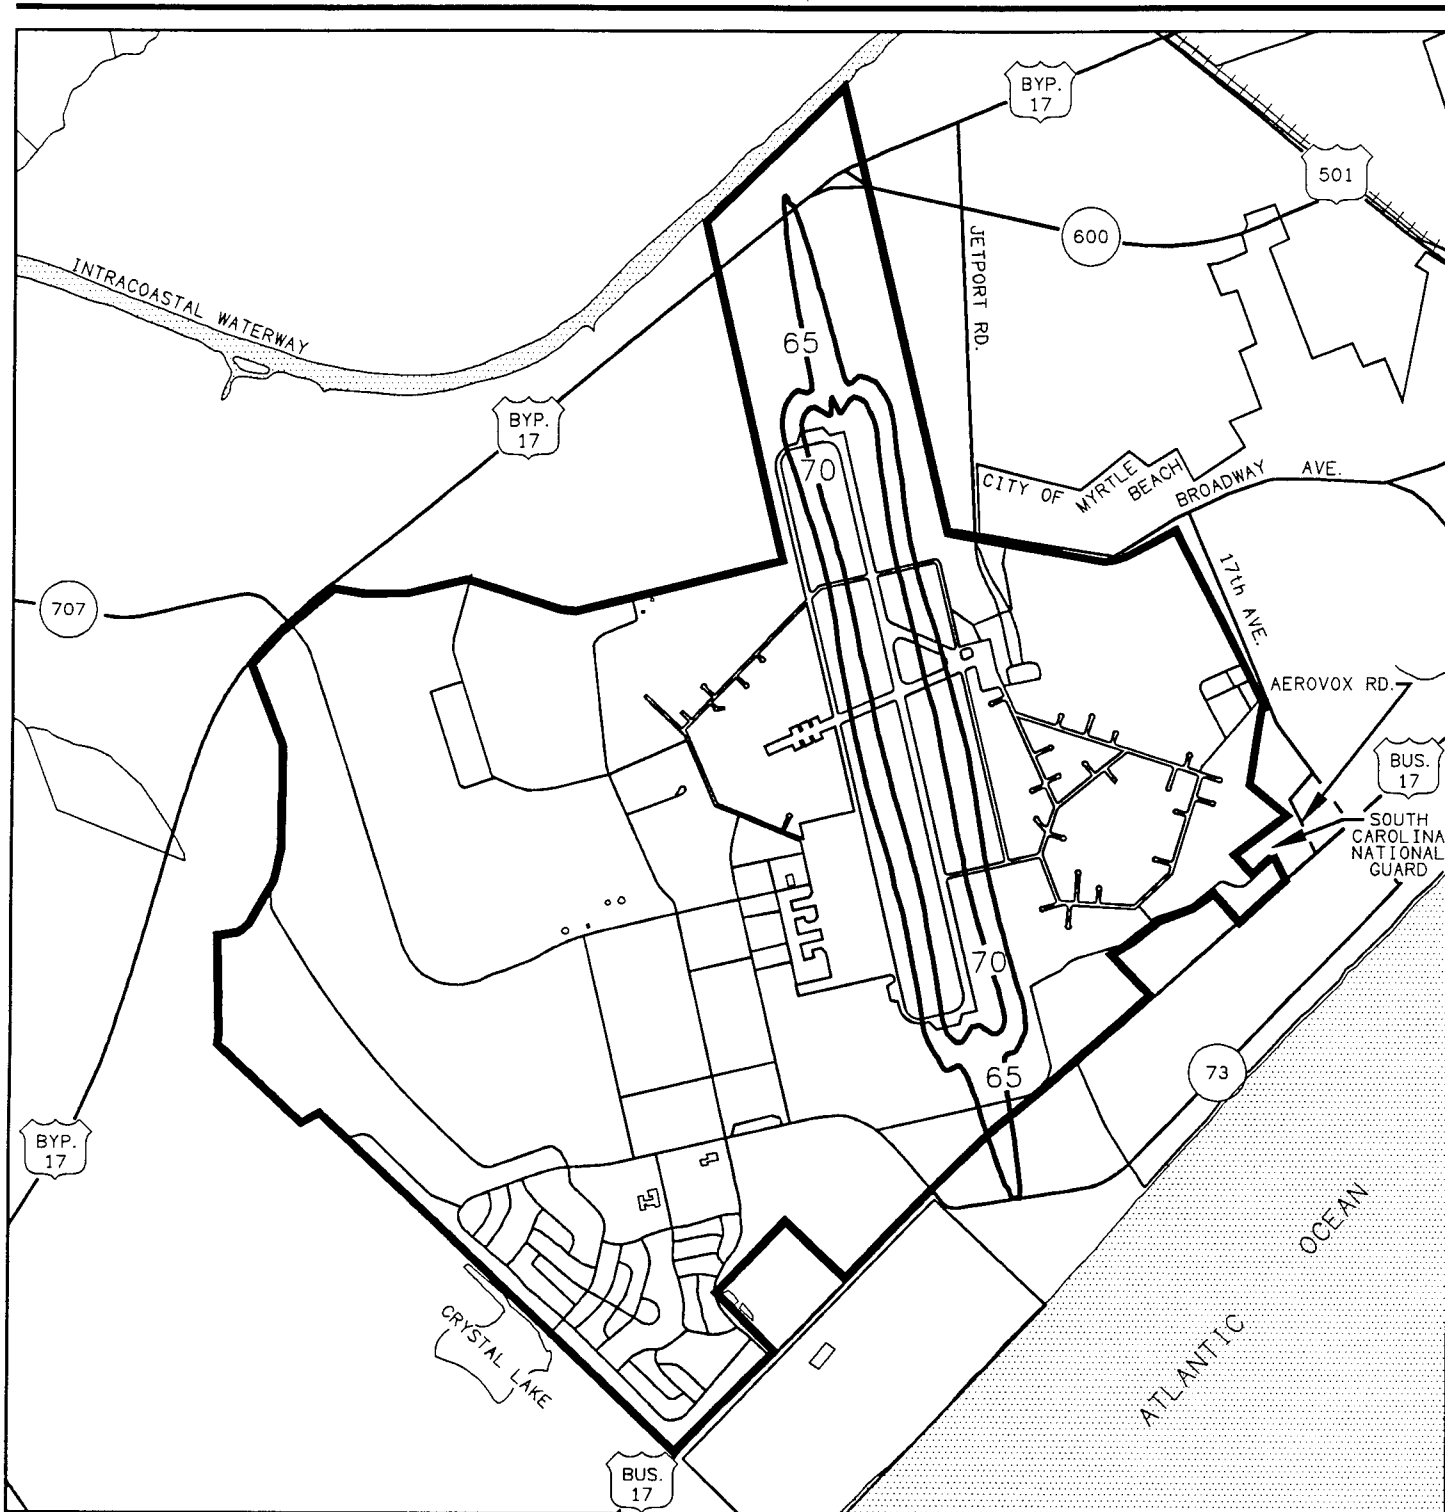 BYP.
17
501
600
JETPORT RD.
INTRACOASTAL WATERWAY
65
BYP.
17
70
CITY OF MYRTLE BEACH
BROADWAY AVE.
17th AVE.
707
AEROVOX RD.
BUS.
17
SOUTH
CAROLINA
NATIONAL
GUARD
70
65
73
BYP.
17
OCEAN
ATLANTIC
CRYSTAL LAKE
BUS.
17